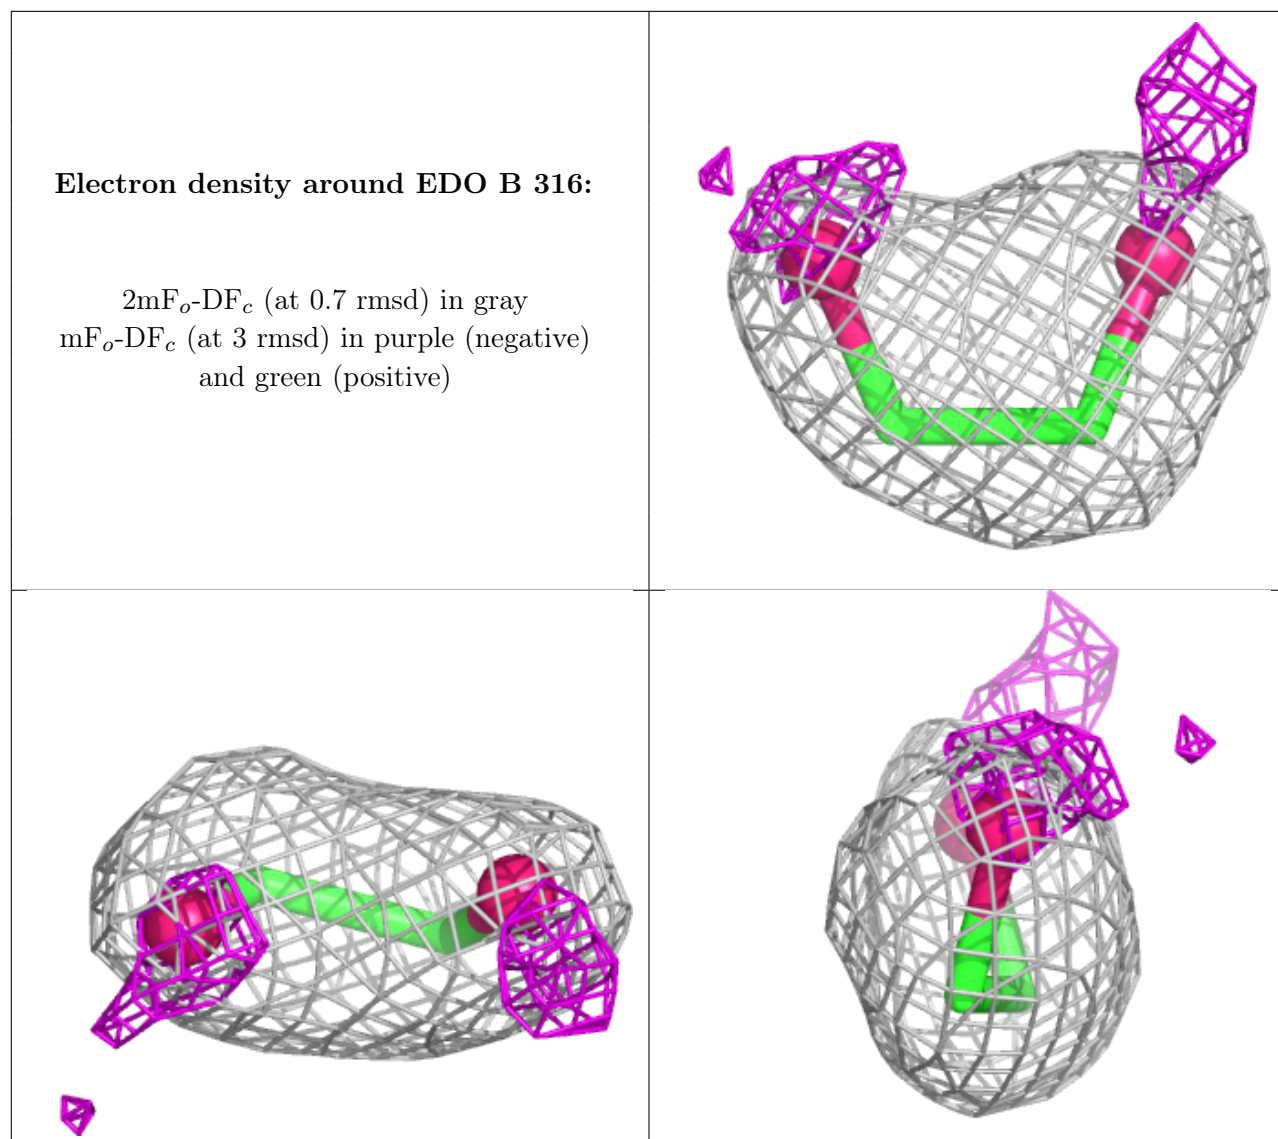 Electron density around EDO B 316:
2mFₒ-DF𝑐 (at 0.7 rmsd) in gray
mFₒ-DF𝑐 (at 3 rmsd) in purple (negative)
and green (positive)